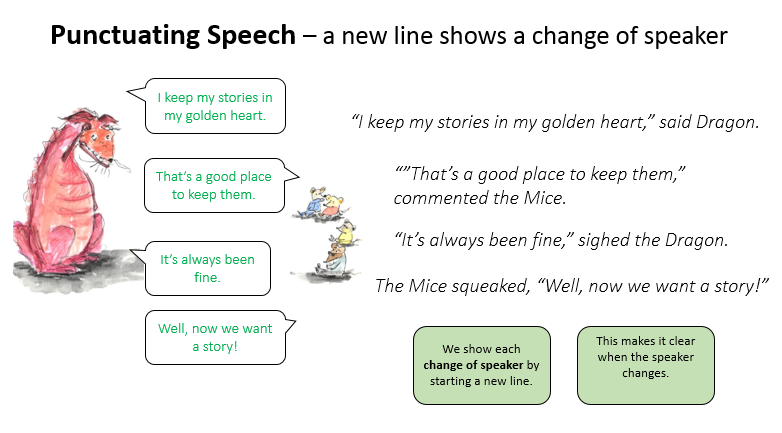 Punctuating Speech – a new line shows a change of speaker
I keep my stories in
my golden heart.
That's a good place
to keep them.
It's always been
fine.
Well, now we want
a story!
“I keep my stories in my golden heart,” said Dragon.
“”That's a good place to keep them,”
commented the Mice.
“It's always been fine,” sighed the Dragon.
The Mice squeaked, “Well, now we want a story!”
We show each
change of speaker by
starting a new line.
This makes it clear
when the speaker
changes.